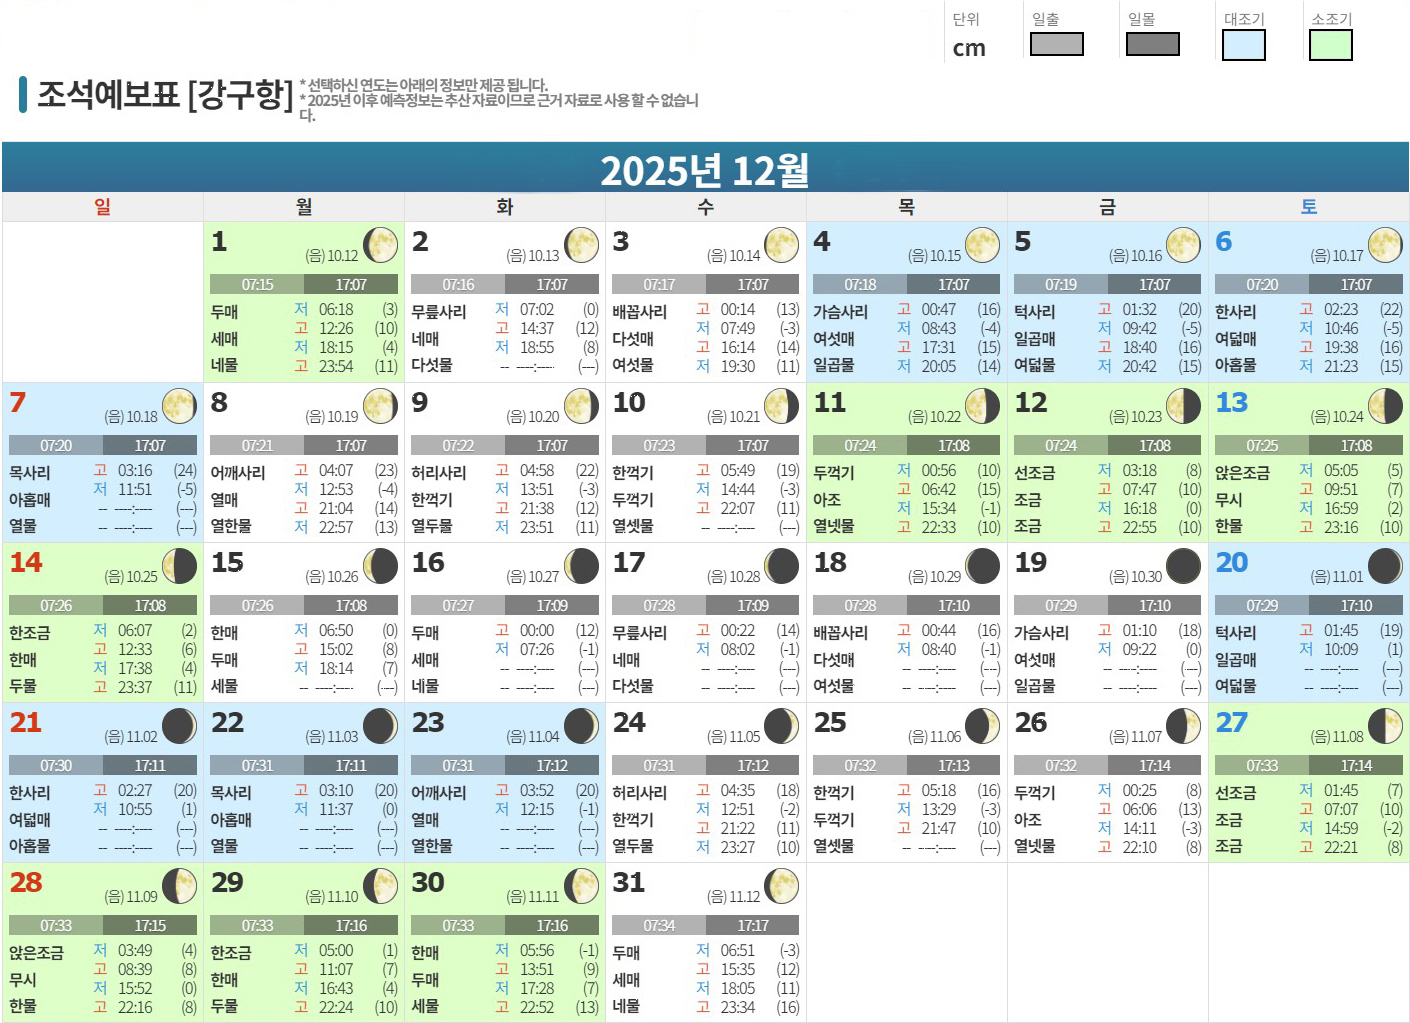 단위 일출 일몰 대조기 소조기
cm
조석예보표 [강구항]
* 선택하신 연도는 아래의 정보만 제공 됩니다.
* 2025년 이후 예측정보는 추산 자료이므로 근거 자료로 사용 할 수 없습니
다.
2025년 12월
일 월 화 수 목 금 토
1 (음) 10.12
07:15 17:07
두매 세매 네물
저 06:18 (3)
고 12:26 (10)
저 18:15 (4)
고 23:54 (11)
2 (음) 10.13
07:16 17:07
무릎사리 네매 다섯물
저 07:02 (0)
고 14:37 (12)
저 18:55 (8)
-- ----:---- (---)
3 (음) 10.14
07:17 17:07
배꼽사리 다섯매 여섯물
고 00:14 (13)
저 07:49 (-3)
고 16:14 (14)
저 19:30 (11)
4 (음) 10.15
07:18 17:07
가슴사리 여섯매 일곱물
고 00:47 (16)
저 08:43 (-4)
고 17:31 (15)
저 20:05 (14)
5 (음) 10.16
07:19 17:07
턱사리 일곱매 여덟물
고 01:32 (20)
저 09:42 (-5)
고 18:40 (16)
저 20:42 (15)
6 (음) 10.17
07:20 17:07
한사리 여덟매 아홉물
고 02:23 (22)
저 10:46 (-5)
고 19:38 (16)
저 21:23 (15)
7 (음) 10.18
07:20 17:07
목사리 아홉매 열물
고 03:16 (24)
저 11:51 (-5)
-- ----:---- (---)
-- ----:---- (---)
8 (음) 10.19
07:21 17:07
어깨사리 열매 열한물
고 04:07 (23)
저 12:53 (-4)
고 21:04 (14)
저 22:57 (13)
9 (음) 10.20
07:22 17:07
허리사리 한꺽기 열두물
고 04:58 (22)
저 13:51 (-3)
고 21:38 (12)
저 23:51 (11)
10 (음) 10.21
07:23 17:07
한꺽기 두꺽기 열셋물
고 05:49 (19)
저 14:44 (-3)
고 22:07 (11)
-- ----:---- (---)
11 (음) 10.22
07:24 17:08
두꺽기 아조 열넷물
저 00:56 (10)
고 06:42 (15)
저 15:34 (-1)
고 22:33 (10)
12 (음) 10.23
07:24 17:08
선조금 조금 조금
저 03:18 (8)
고 07:47 (10)
저 16:18 (0)
고 22:55 (10)
13 (음) 10.24
07:25 17:08
앉은조금 무시 한물
저 05:05 (5)
고 09:51 (7)
저 16:59 (2)
고 23:16 (10)
14 (음) 10.25
07:26 17:08
한조금 한매 두물
저 06:07 (2)
고 12:33 (6)
저 17:38 (4)
고 23:37 (11)
15 (음) 10.26
07:26 17:08
한매 두매 세물
저 06:50 (0)
고 15:02 (8)
저 18:14 (7)
-- ----:---- (---)
16 (음) 10.27
07:27 17:09
두매 세매 네물
고 00:00 (12)
저 07:26 (-1)
-- ----:---- (---)
-- ----:---- (---)
17 (음) 10.28
07:28 17:09
무릎사리 네매 다섯물
고 00:22 (14)
저 08:02 (-1)
-- ----:---- (---)
-- ----:---- (---)
18 (음) 10.29
07:28 17:10
배꼽사리 다섯매 여섯물
고 00:44 (16)
저 08:40 (-1)
-- ----:---- (---)
-- ----:---- (---)
19 (음) 10.30
07:29 17:10
가슴사리 여섯매 일곱물
고 01:10 (18)
저 09:22 (0)
-- ----:---- (---)
-- ----:---- (---)
20 (음) 11.01
07:29 17:10
턱사리 일곱매 여덟물
고 01:45 (19)
저 10:09 (1)
-- ----:---- (---)
-- ----:---- (---)
21 (음) 11.02
07:30 17:11
한사리 여덟매 아홉물
고 02:27 (20)
저 10:55 (1)
-- ----:---- (---)
-- ----:---- (---)
22 (음) 11.03
07:31 17:11
목사리 아홉매 열물
고 03:10 (20)
저 11:37 (0)
-- ----:---- (---)
-- ----:---- (---)
23 (음) 11.04
07:31 17:12
어깨사리 열매 열한물
고 03:52 (20)
저 12:15 (-1)
-- ----:---- (---)
-- ----:---- (---)
24 (음) 11.05
07:31 17:12
허리사리 한꺽기 열두물
고 04:35 (18)
저 12:51 (-2)
고 21:22 (11)
저 23:27 (10)
25 (음) 11.06
07:32 17:13
한꺽기 두꺽기 열셋물
고 05:18 (16)
저 13:29 (-3)
고 21:47 (10)
-- ----:---- (---)
26 (음) 11.07
07:32 17:14
두꺽기 아조 열넷물
저 00:25 (8)
고 06:06 (13)
저 14:11 (-3)
고 22:10 (8)
27 (음) 11.08
07:33 17:14
선조금 조금 조금
저 01:45 (7)
고 07:07 (10)
저 14:59 (-2)
고 22:21 (8)
28 (음) 11.09
07:33 17:15
앉은조금 무시 한물
저 03:49 (4)
고 08:39 (8)
저 15:52 (0)
고 22:16 (8)
29 (음) 11.10
07:33 17:16
한조금 한매 두물
저 05:00 (1)
고 11:07 (7)
저 16:43 (4)
고 22:24 (10)
30 (음) 11.11
07:33 17:16
한매 두매 세물
저 05:56 (-1)
고 13:51 (9)
저 17:28 (7)
고 22:52 (13)
31 (음) 11.12
07:34 17:17
두매 세매 네물
저 06:51 (-3)
고 15:35 (12)
저 18:05 (11)
고 23:34 (16)